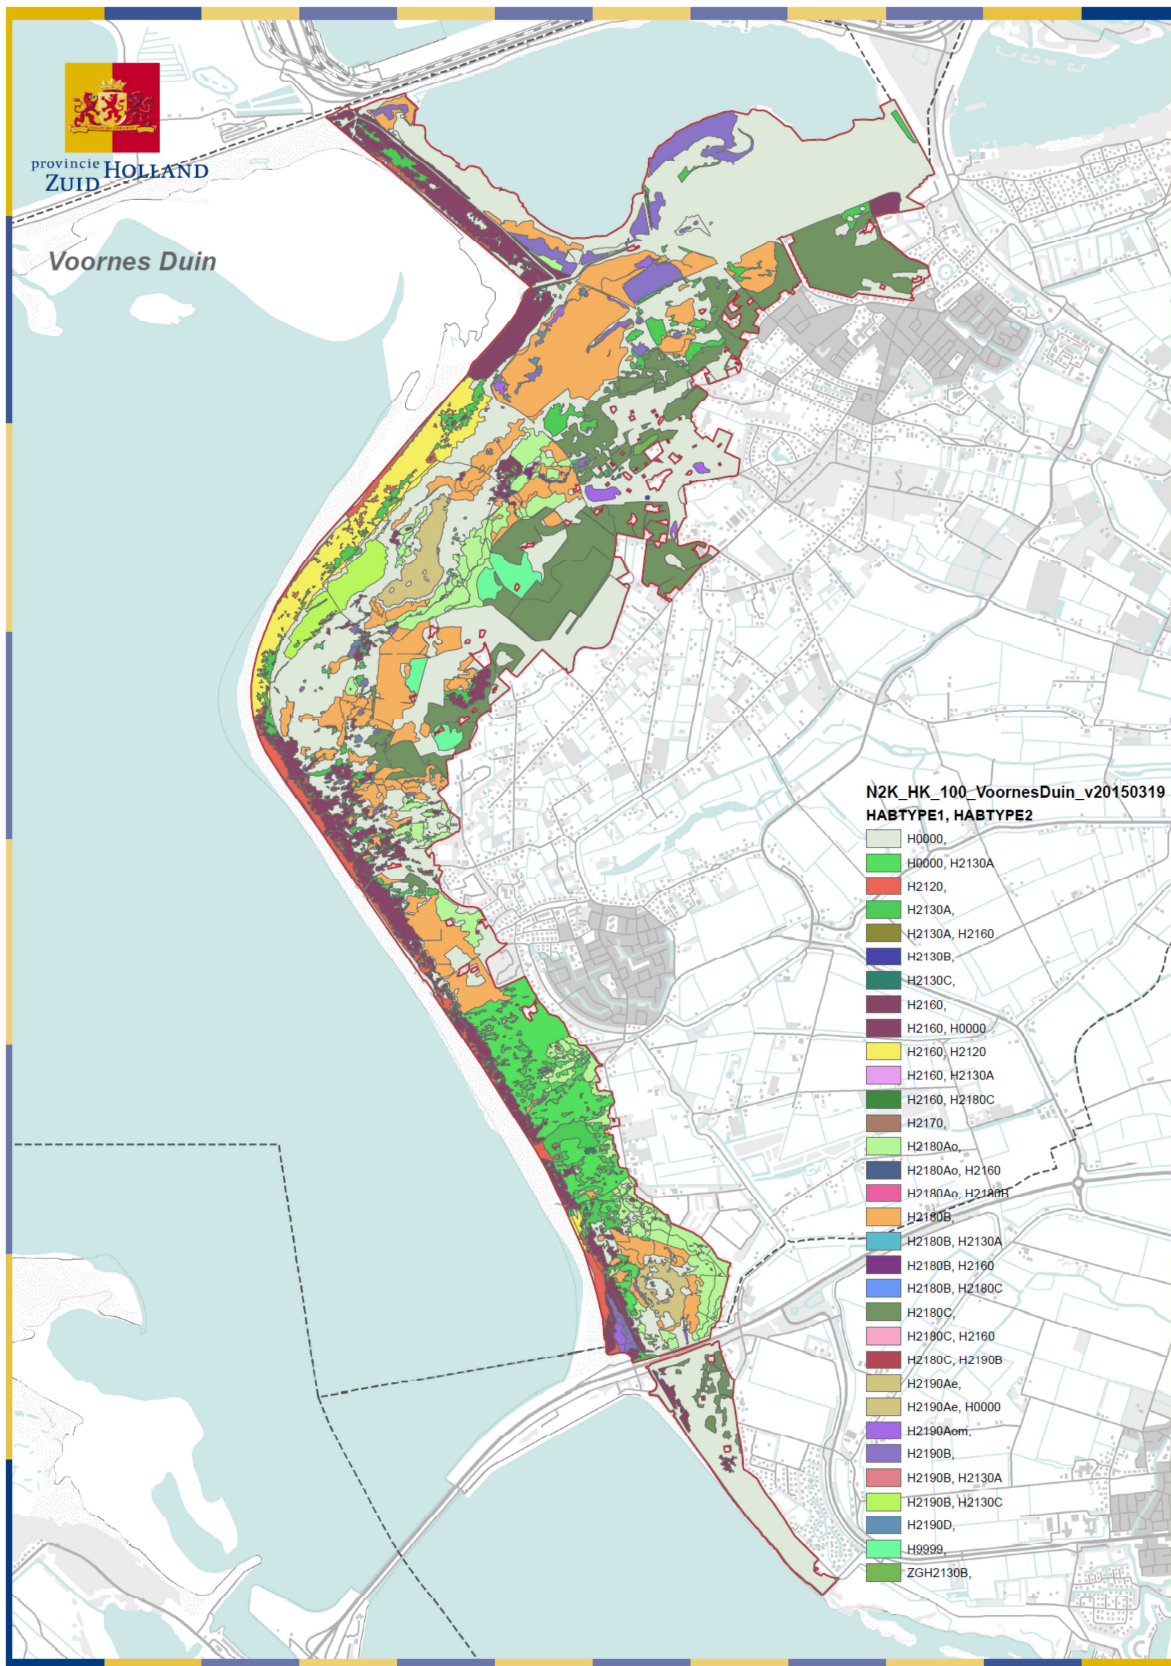 provincie
ZUID HOLLAND
Voornes Duin
N2K_HK_100_VoornesDuin_v20150319
HABTYPE1, HABTYPE2
H0000,
H0000, H2130A
H2120,
H2130A,
H2130A, H2160
H2130B,
H2130C,
H2160,
H2160, H0000
H2160, H2120
H2160, H2130A
H2160, H2180C
H2170,
H2180Ao,
H2180Ao, H2160
H2180Ao, H2180B
H2180B,
H2180B, H2130A
H2180B, H2160
H2180B, H2180C
H2180C,
H2180C, H2160
H2180C, H2190B
H2190Ae,
H2190Ae, H0000
H2190Aom,
H2190B,
H2190B, H2130A
H2190B, H2130C
H2190D,
H9999,
ZGH2130B,